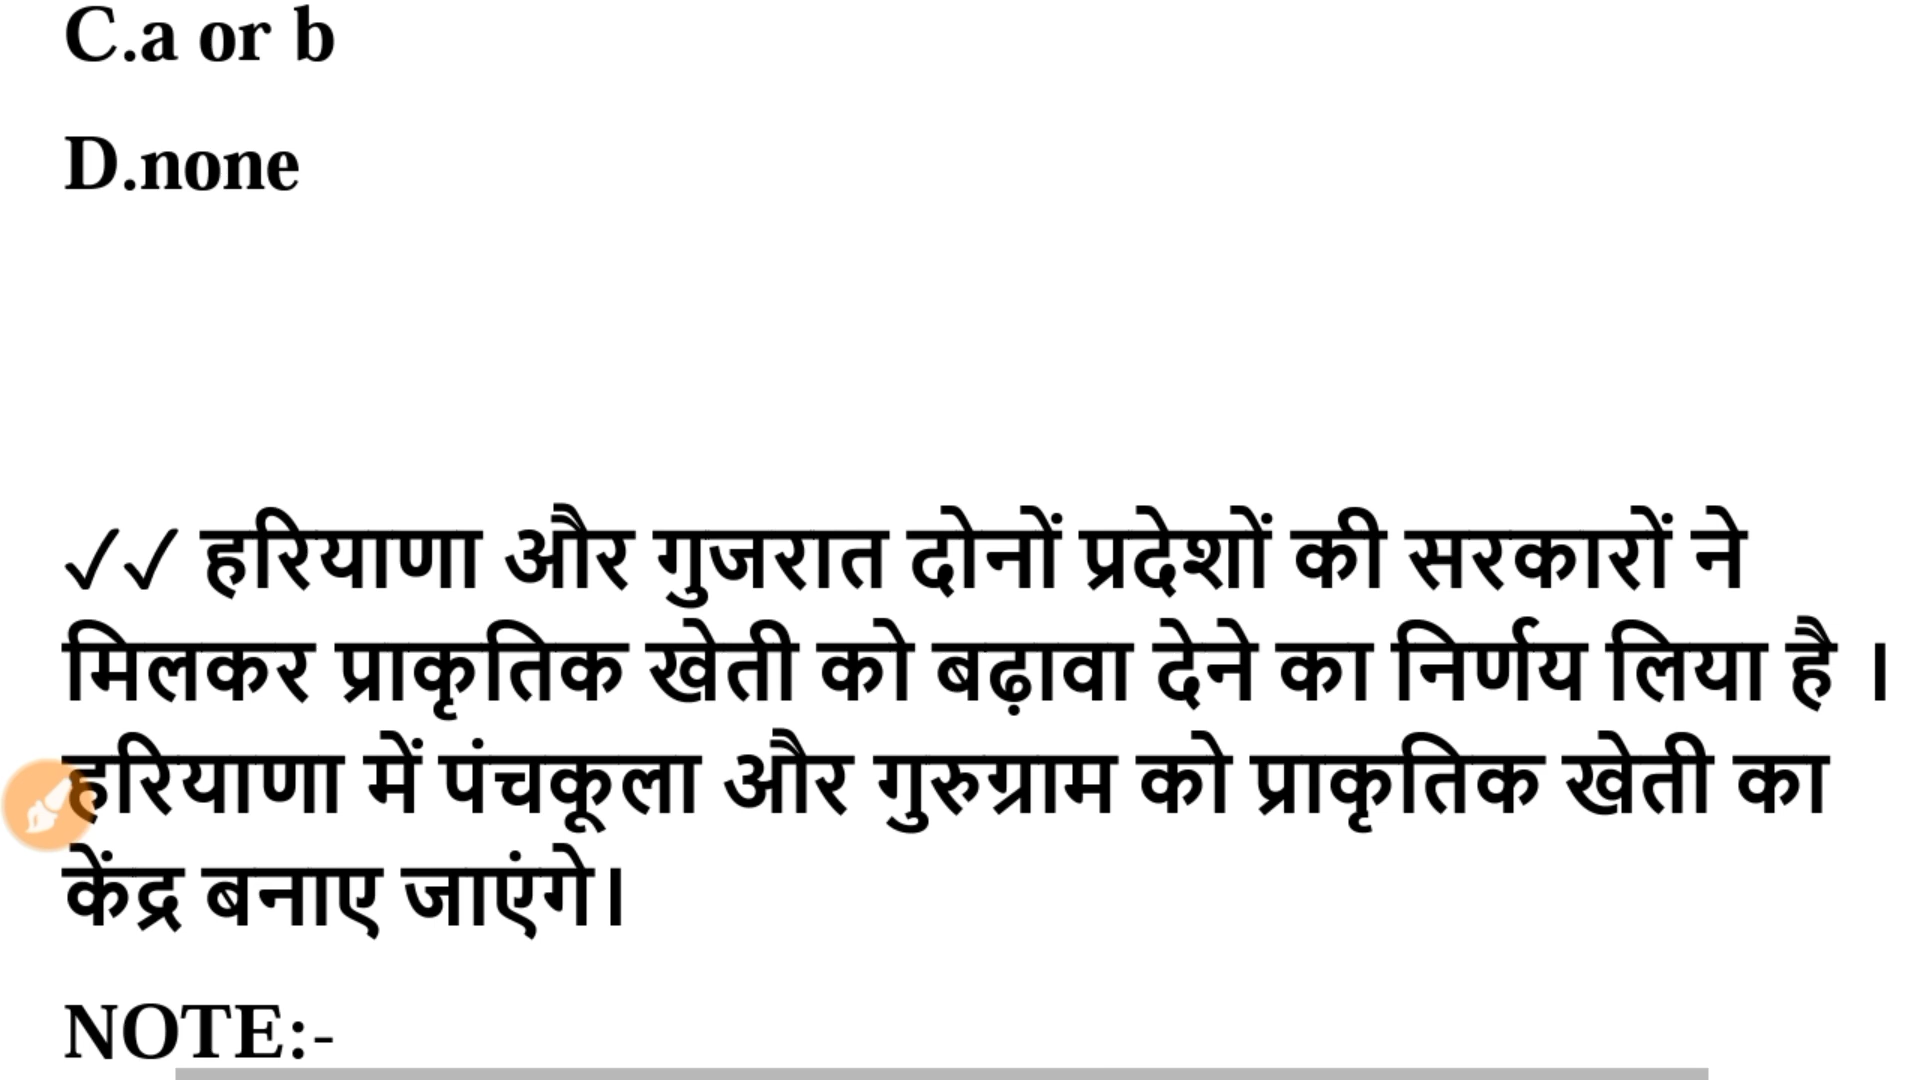 C.a or b
D.none
✓✓ हरियाणा और गुजरात दोनों प्रदेशों की सरकारों ने
मिलकर प्राकृतिक खेती को बढ़ावा देने का निर्णय लिया है ।
हरियाणा में पंचकूला और गुरुग्राम को प्राकृतिक खेती का
केंद्र बनाए जाएंगे।
NOTE:-